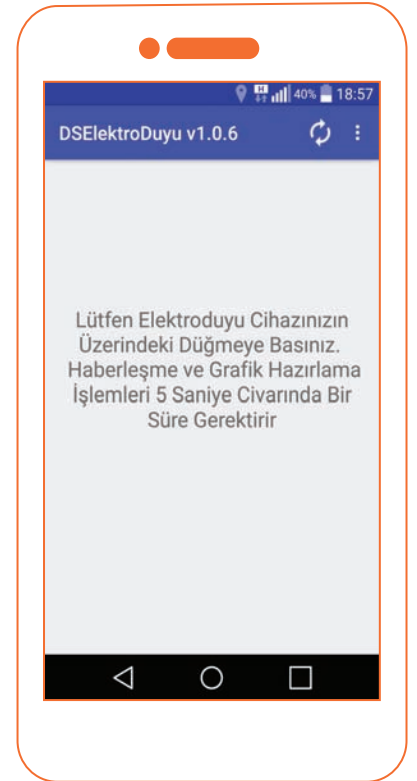 H 40% 18:57
DSElektroDuyu v1.0.6
Lütfen Elektroduyu Cihazınızın
Üzerindeki Düğmeye Basınız.
Haberleşme ve Grafik Hazırlama
İşlemleri 5 Saniye Civarında Bir
Süre Gerektirir